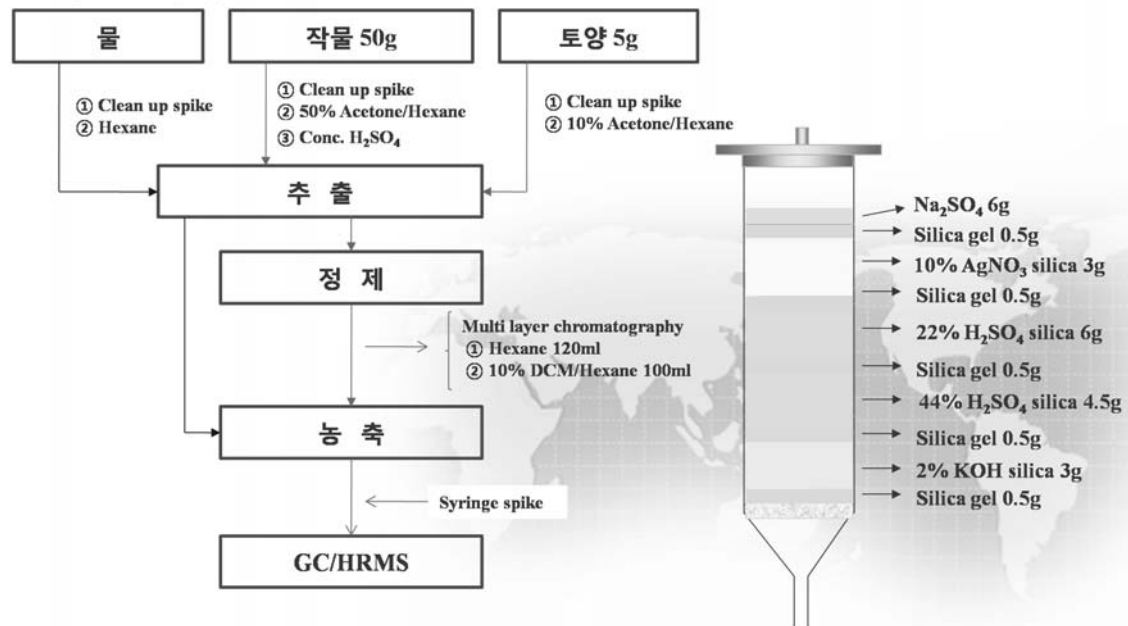 물
작물 50g
토양 5g
① Clean up spike
② Hexane
① Clean up spike
② 50% Acetone/Hexane
③ Conc. H₂SO₄
① Clean up spike
② 10% Acetone/Hexane
추 출
정 제
Multi layer chromatography
① Hexane 120ml
② 10% DCM/Hexane 100ml
농 축
Syringe spike
GC/HRMS
Na₂SO₄ 6g
Silica gel 0.5g
10% AgNO₃ silica 3g
Silica gel 0.5g
22% H₂SO₄ silica 6g
Silica gel 0.5g
44% H₂SO₄ silica 4.5g
Silica gel 0.5g
2% KOH silica 3g
Silica gel 0.5g